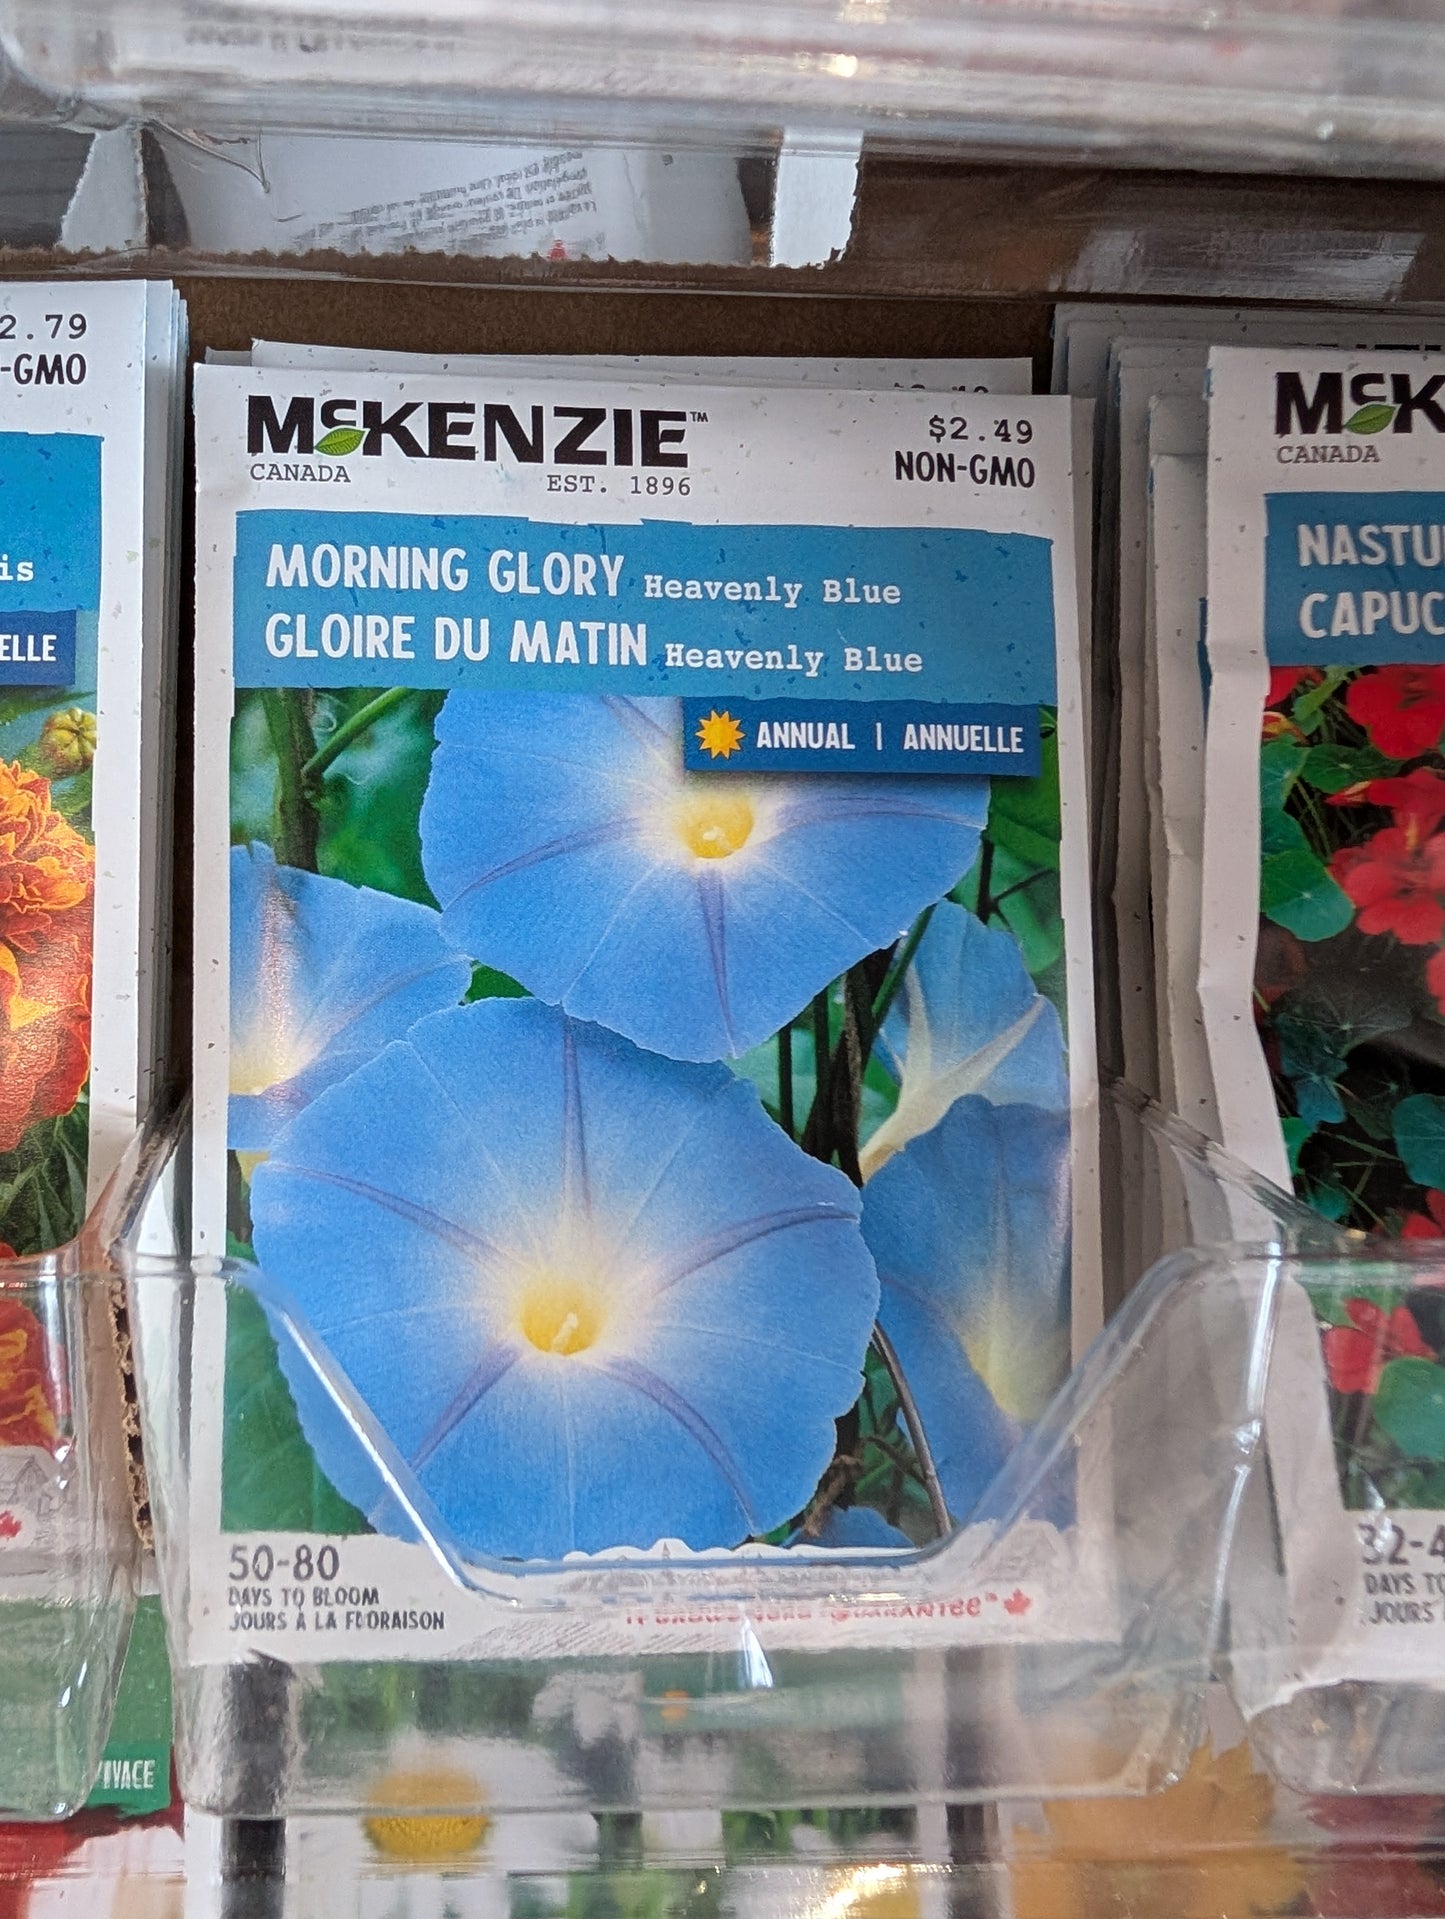 2.79
-GMO
is
ELLE
McKENZIE™
CANADA
EST. 1896
$2.49
NON-GMO
MORNING GLORY Heavenly Blue
GLOIRE DU MATIN Heavenly Blue
ANNUAL | ANNUELLE
50-80
DAYS TO BLOOM
JOURS À LA FLORAISON
GUARANTEE
McK
CANADA
NASTU
CAPUC
32-4
DAYS TO
JOURS
VIVACE